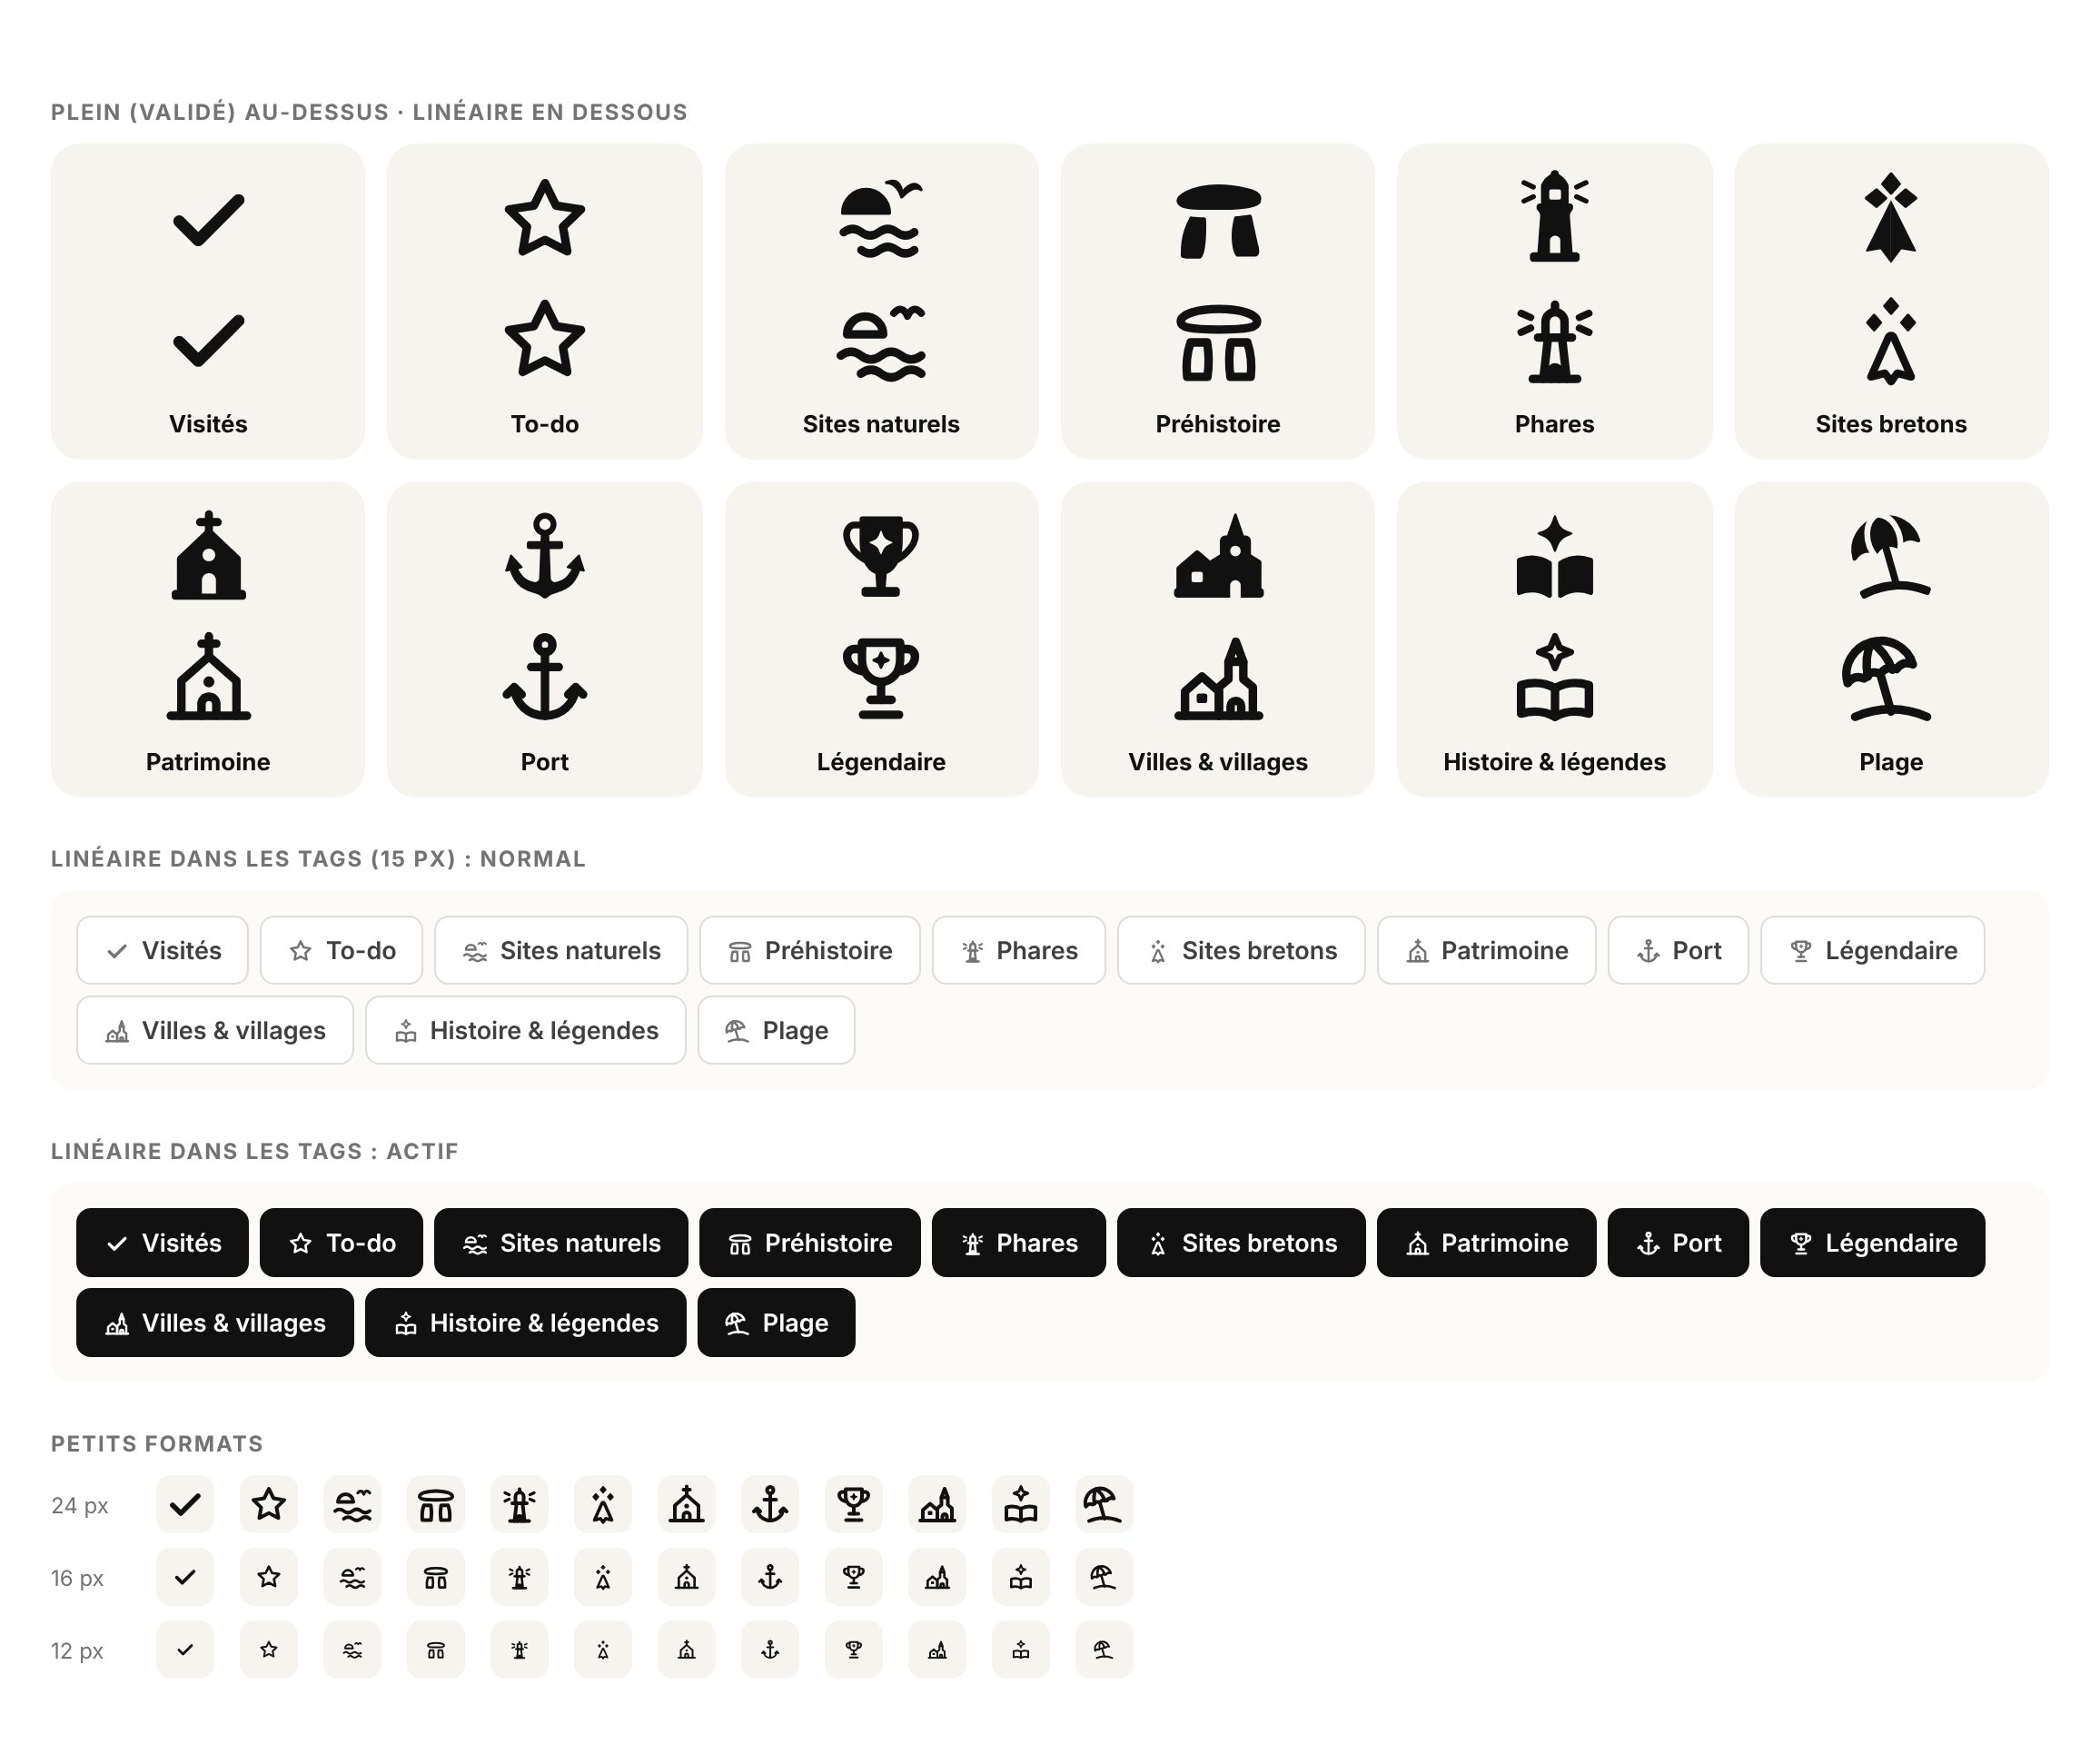 PLEIN (VALIDÉ) AU-DESSUS · LINÉAIRE EN DESSOUS
Visités
To-do
Sites naturels
Préhistoire
Phares
Sites bretons
Patrimoine
Port
Légendaire
Villes & villages
Histoire & légendes
Plage
LINÉAIRE DANS LES TAGS (15 PX) : NORMAL
Visités
To-do
Sites naturels
Préhistoire
Phares
Sites bretons
Patrimoine
Port
Légendaire
Villes & villages
Histoire & légendes
Plage
LINÉAIRE DANS LES TAGS : ACTIF
Visités
To-do
Sites naturels
Préhistoire
Phares
Sites bretons
Patrimoine
Port
Légendaire
Villes & villages
Histoire & légendes
Plage
PETITS FORMATS
24 px
16 px
12 px